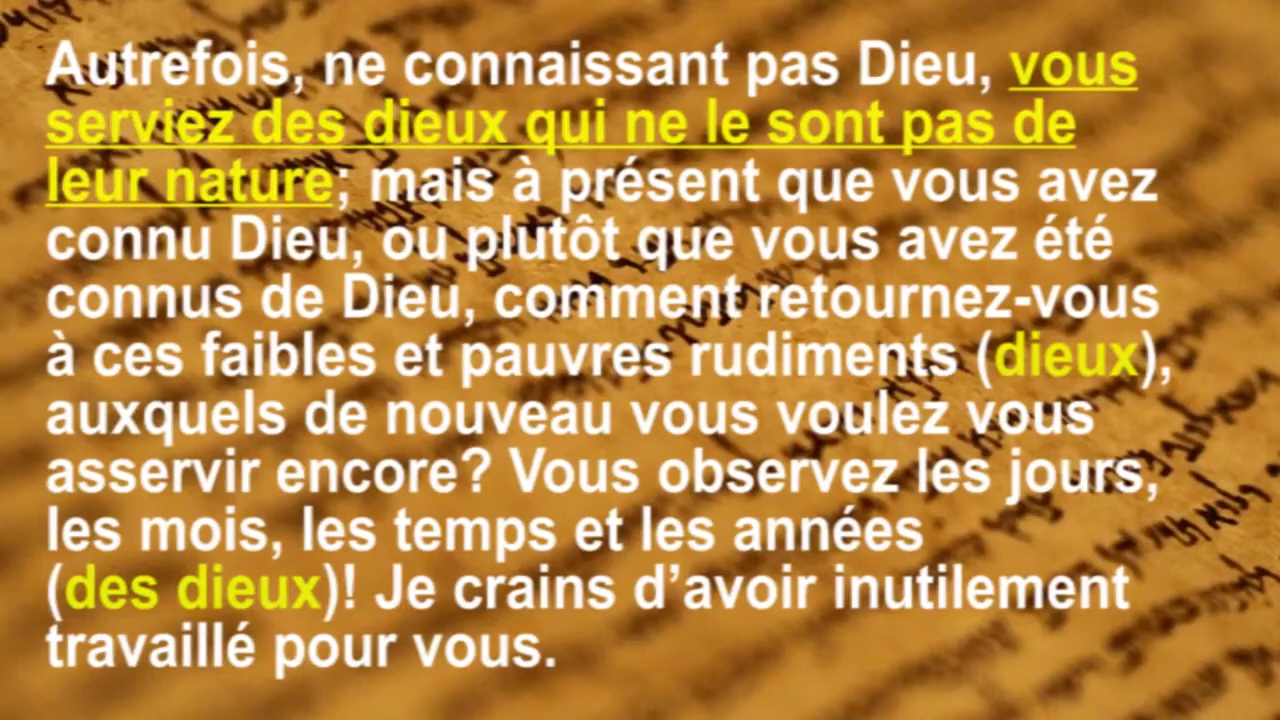 Autrefois, ne connaissant pas Dieu, vous
serviez des dieux qui ne le sont pas de
leur nature; mais à présent que vous avez
connu Dieu, ou plutôt que vous avez été
connus de Dieu, comment retournez-vous
à ces faibles et pauvres rudiments (dieux),
auxquels de nouveau vous voulez vous
asservir encore? Vous observez les jours,
les mois, les temps et les années
(des dieux)! Je crains d’avoir inutilement
travaillé pour vous.